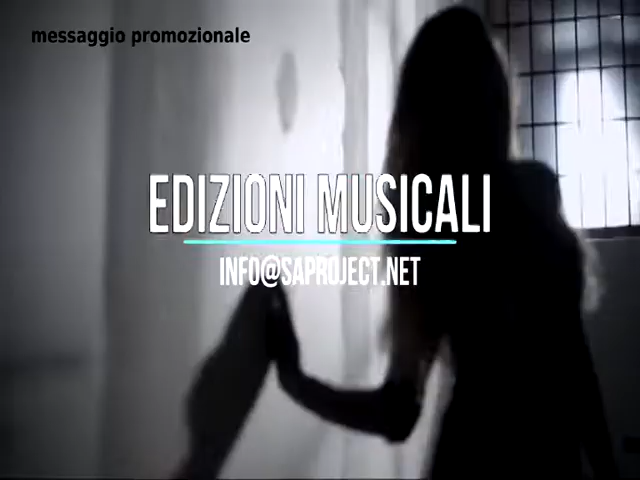 messaggio promozionale
EDIZIONI MUSICALI
INFO@SAPROJECT.NET